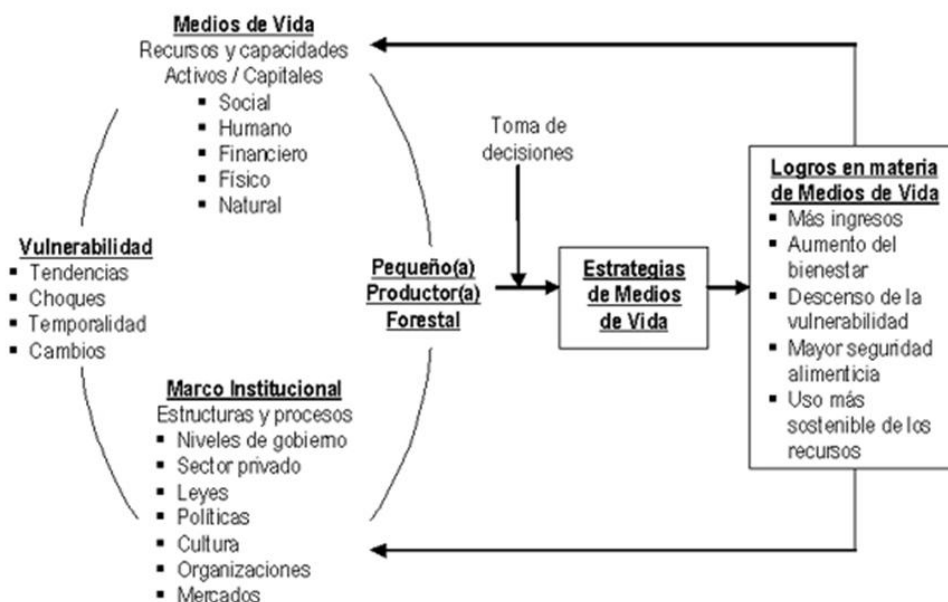 Medios de Vida
Recursos y capacidades
Activos / Capitales
▪ Social
▪ Humano
▪ Financiero
▪ Físico
▪ Natural
Vulnerabilidad
▪ Tendencias
▪ Choques
▪ Temporalidad
▪ Cambios
Marco Institucional
Estructuras y procesos
▪ Niveles de gobierno
▪ Sector privado
▪ Leyes
▪ Políticas
▪ Cultura
▪ Organizaciones
▪ Mercados
Pequeño(a)
Productor(a)
Forestal
Toma de
decisiones
Estrategias
de Medios
de Vida
Logros en materia
de Medios de Vida
▪ Más ingresos
▪ Aumento del
bienestar
▪ Descenso de la
vulnerabilidad
▪ Mayor seguridad
alimenticia
▪ Uso más
sostenible de los
recursos